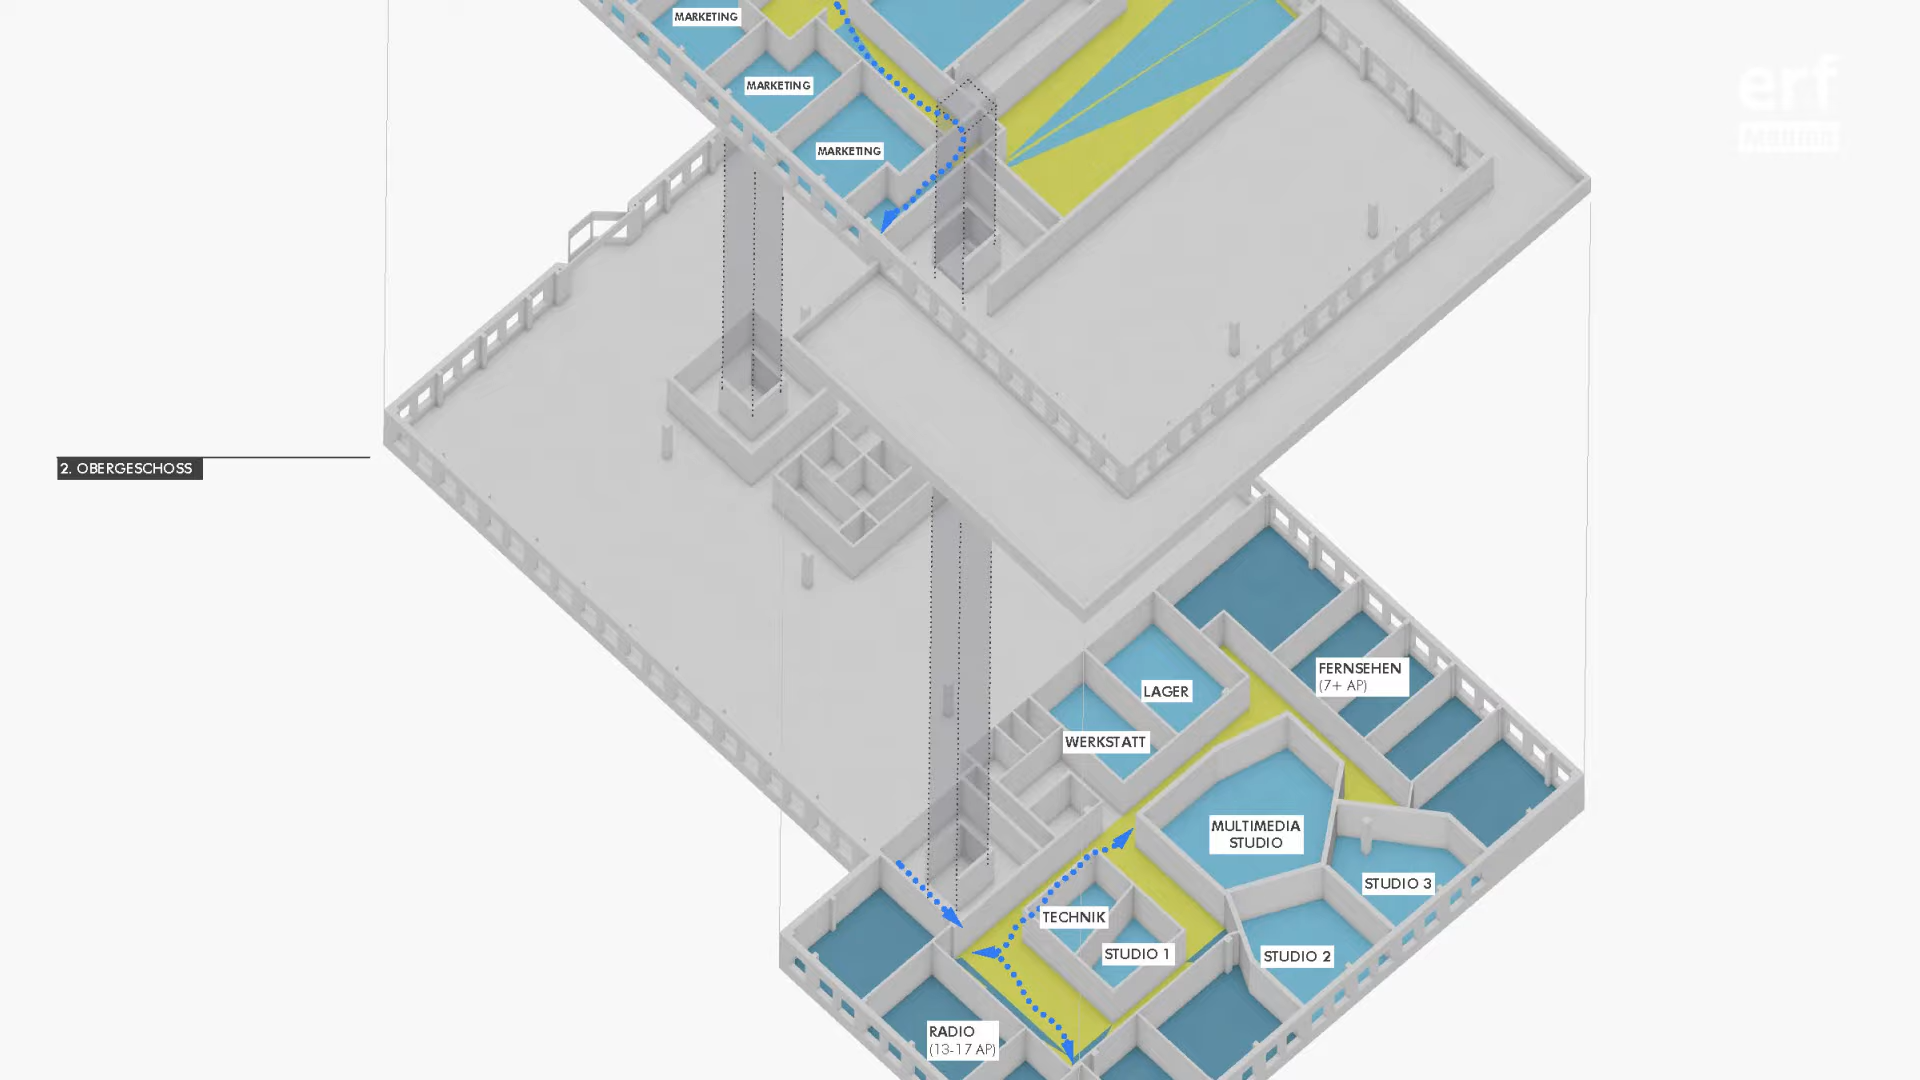 MARKETING
erf
MARKETING
MARKETING
2. OBERGESCHOSS
FERNSEHEN
(7+ AP)
LAGER
WERKSTATT
MULTIMEDIA
STUDIO
STUDIO 3
TECHNIK
STUDIO 1
STUDIO 2
RADIO
(13-17 AP)